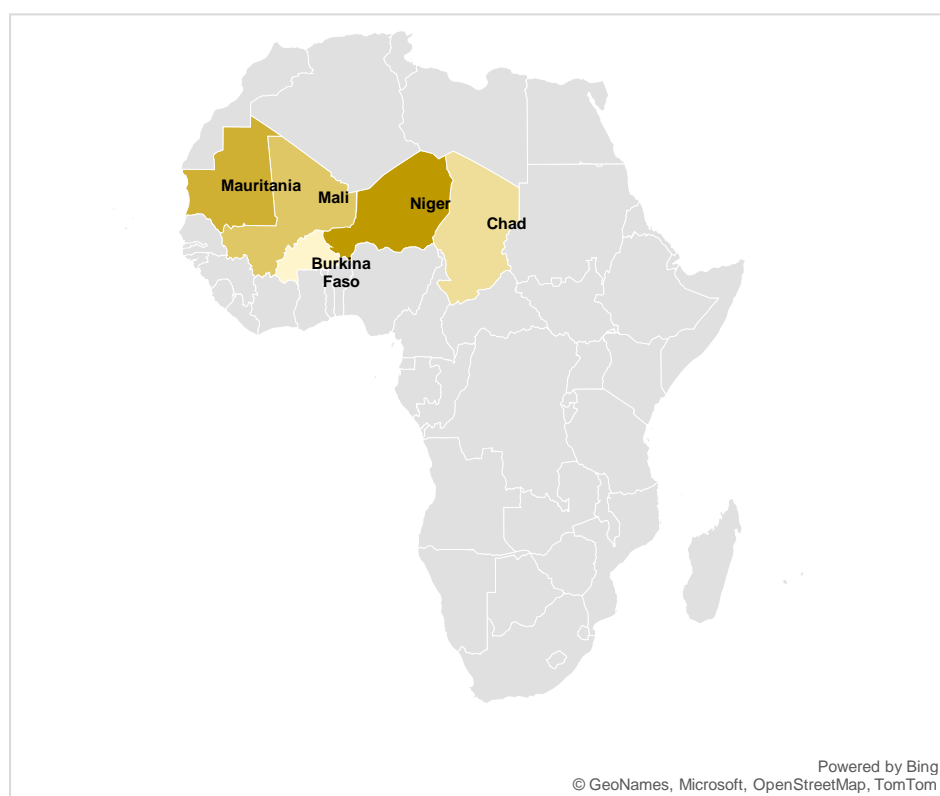 Mauritania
Mali
Niger
Chad
Burkina
Faso
Powered by Bing
© GeoNames, Microsoft, OpenStreetMap, TomTom